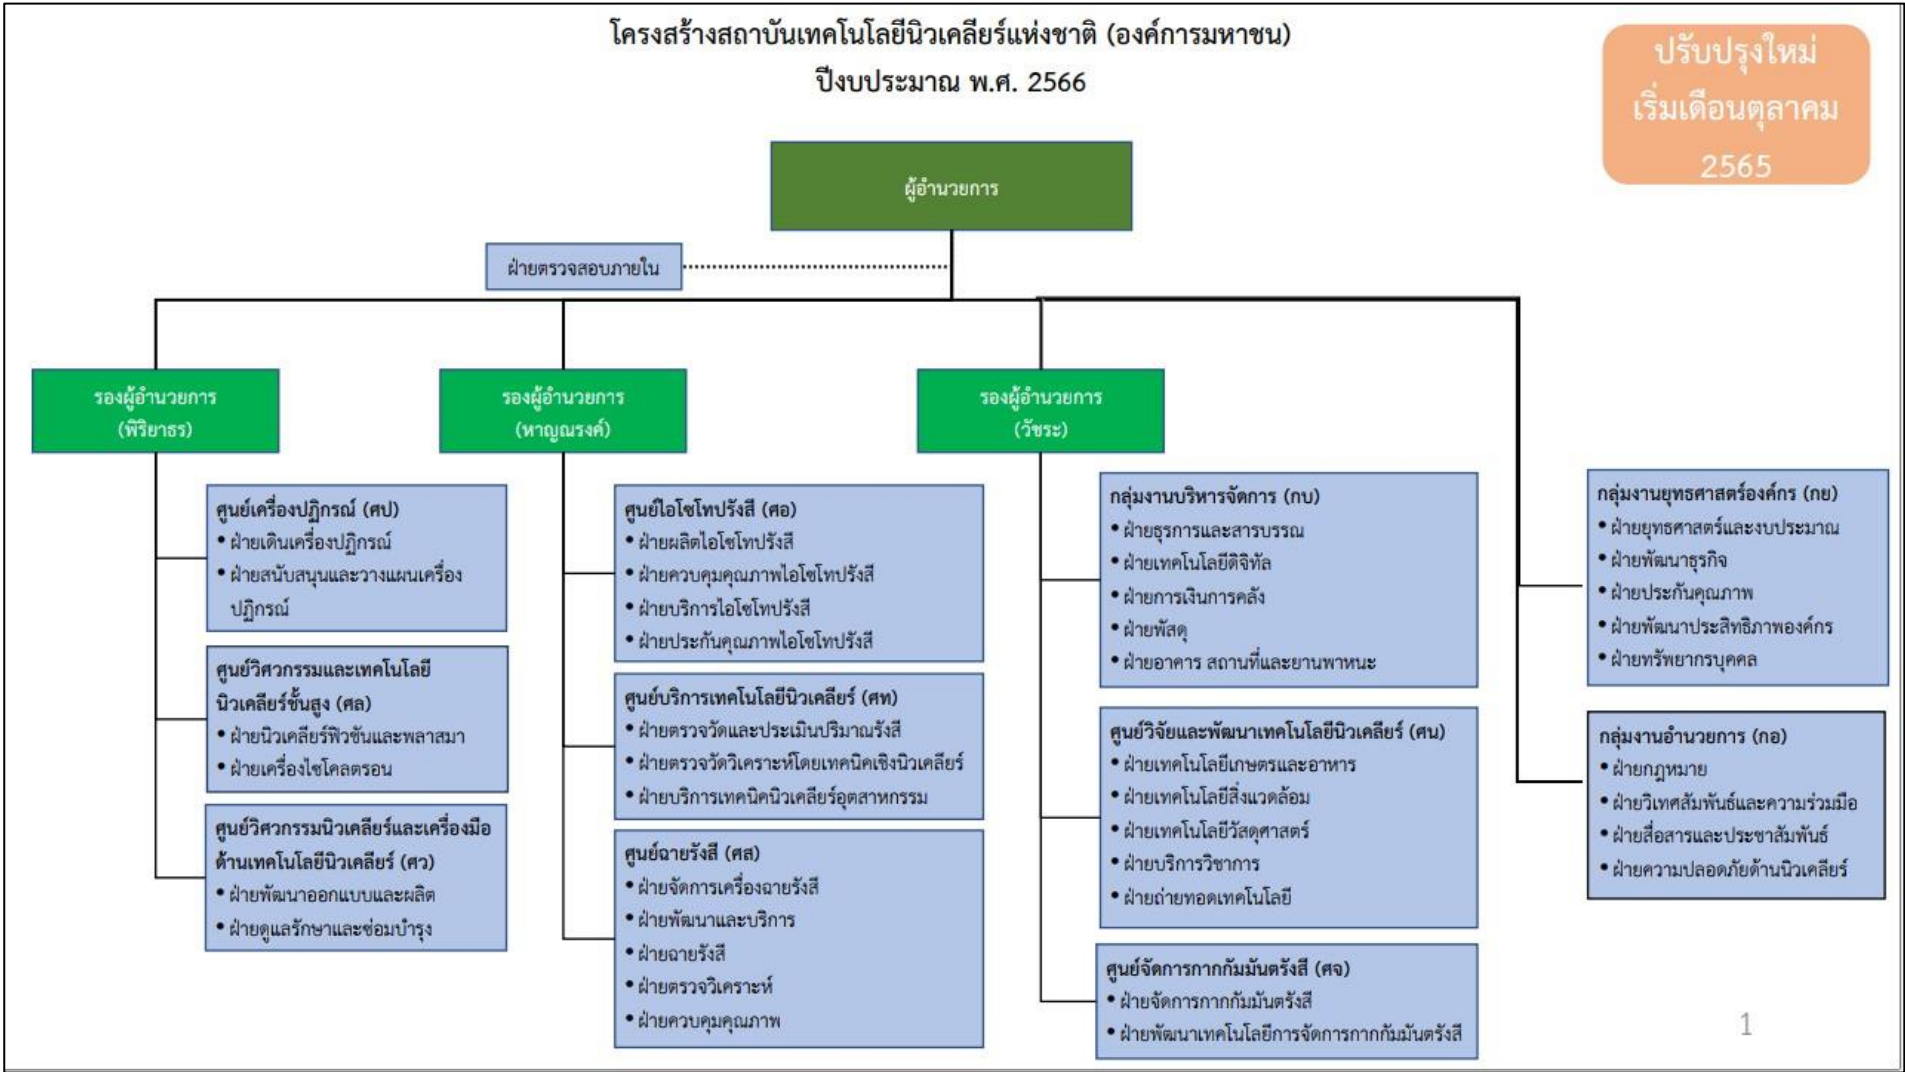 โครงสร้างสถาบันเทคโนโลยีนิวเคลียร์แห่งชาติ (องค์การมหาชน)
ปีงบประมาณ พ.ศ. 2566
ปรับปรุงใหม่
เริ่มเดือนตุลาคม
2565
ผู้อำนวยการ
ฝ่ายตรวจสอบภายใน
รองผู้อำนวยการ
(พิริยาธร)
รองผู้อำนวยการ
(หาญณรงค์)
รองผู้อำนวยการ
(วัชระ)
ศูนย์เครื่องปฏิกรณ์ (ศป)
• ฝ่ายเดินเครื่องปฏิกรณ์
• ฝ่ายสนับสนุนและวางแผนเครื่อง
ปฏิกรณ์
ศูนย์วิศวกรรมและเทคโนโลยี
นิวเคลียร์ชั้นสูง (ศล)
• ฝ่ายนิวเคลียร์ฟิวชันและพลาสมา
• ฝ่ายเครื่องไซโคลตรอน
ศูนย์วิศวกรรมนิวเคลียร์และเครื่องมือ
ด้านเทคโนโลยีนิวเคลียร์ (ศว)
• ฝ่ายพัฒนาออกแบบและผลิต
• ฝ่ายดูแลรักษาและซ่อมบำรุง
ศูนย์ไอโซโทปรังสี (ศอ)
• ฝ่ายผลิตไอโซโทปรังสี
• ฝ่ายควบคุมคุณภาพไอโซโทปรังสี
• ฝ่ายบริการไอโซโทปรังสี
• ฝ่ายประกันคุณภาพไอโซโทปรังสี
ศูนย์บริการเทคโนโลยีนิวเคลียร์ (ศท)
• ฝ่ายตรวจวัดและประเมินปริมาณรังสี
• ฝ่ายตรวจวัดวิเคราะห์โดยเทคนิคเชิงนิวเคลียร์
• ฝ่ายบริการเทคนิคนิวเคลียร์อุตสาหกรรม
ศูนย์ฉายรังสี (ศส)
• ฝ่ายจัดการเครื่องฉายรังสี
• ฝ่ายพัฒนาและบริการ
• ฝ่ายฉายรังสี
• ฝ่ายตรวจวิเคราะห์
• ฝ่ายควบคุมคุณภาพ
กลุ่มงานบริหารจัดการ (กบ)
• ฝ่ายธุรการและสารบรรณ
• ฝ่ายเทคโนโลยีดิจิทัล
• ฝ่ายการเงินการคลัง
• ฝ่ายพัสดุ
• ฝ่ายอาคาร สถานที่และยานพาหนะ
ศูนย์วิจัยและพัฒนาเทคโนโลยีนิวเคลียร์ (ศน)
• ฝ่ายเทคโนโลยีเกษตรและอาหาร
• ฝ่ายเทคโนโลยีสิ่งแวดล้อม
• ฝ่ายเทคโนโลยีวัสดุศาสตร์
• ฝ่ายบริการวิชาการ
• ฝ่ายถ่ายทอดเทคโนโลยี
ศูนย์จัดการกากกัมมันตรังสี (ศจ)
• ฝ่ายจัดการกากกัมมันตรังสี
• ฝ่ายพัฒนาเทคโนโลยีการจัดการกากกัมมันตรังสี
กลุ่มงานยุทธศาสตร์องค์กร (กย)
• ฝ่ายยุทธศาสตร์และงบประมาณ
• ฝ่ายพัฒนาธุรกิจ
• ฝ่ายประกันคุณภาพ
• ฝ่ายพัฒนาประสิทธิภาพองค์กร
• ฝ่ายทรัพยากรบุคคล
กลุ่มงานอำนวยการ (กอ)
• ฝ่ายกฎหมาย
• ฝ่ายวิเทศสัมพันธ์และความร่วมมือ
• ฝ่ายสื่อสารและประชาสัมพันธ์
• ฝ่ายความปลอดภัยด้านนิวเคลียร์
1